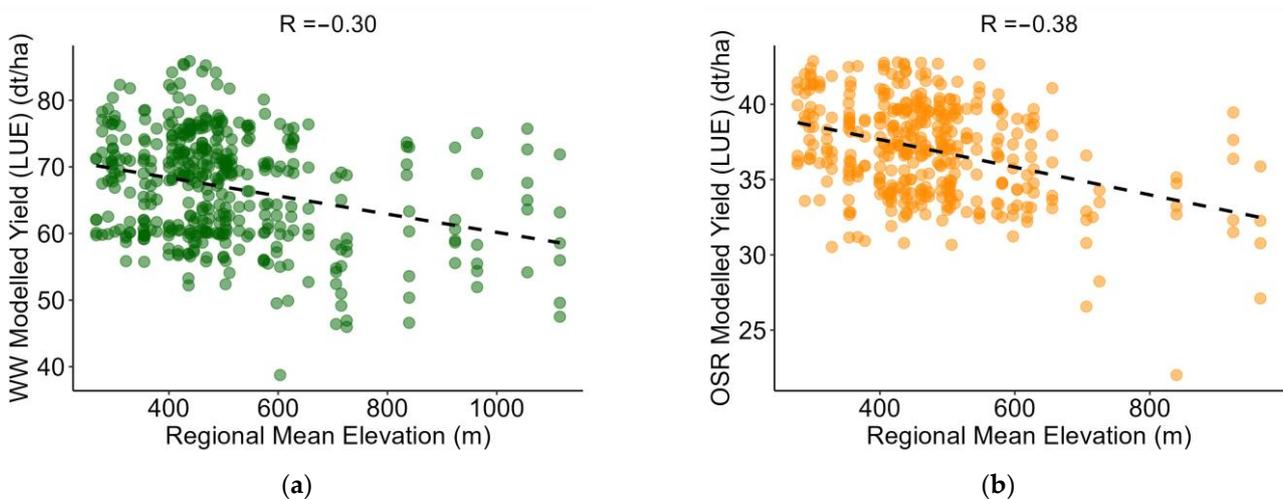 R =−0.30
WW Modelled Yield (LUE) (dt/ha)
80
70
60
50
40
400 600 800 1000
Regional Mean Elevation (m)
(a)
R =−0.38
OSR Modelled Yield (LUE) (dt/ha)
40
35
30
25
400 600 800
Regional Mean Elevation (m)
(b)